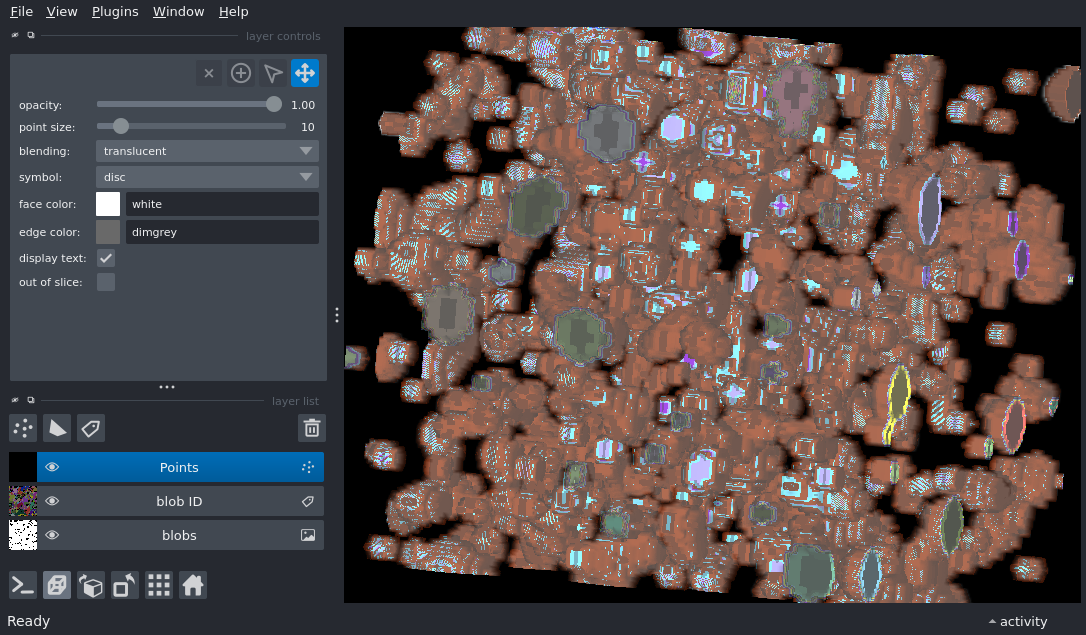 File View Plugins Window Help
layer controls
opacity: 1.00
point size: 10
blending: translucent
symbol: disc
face color: white
edge color: dimgrey
display text:
out of slice:
layer list
Points
blob ID
blobs
Ready activity